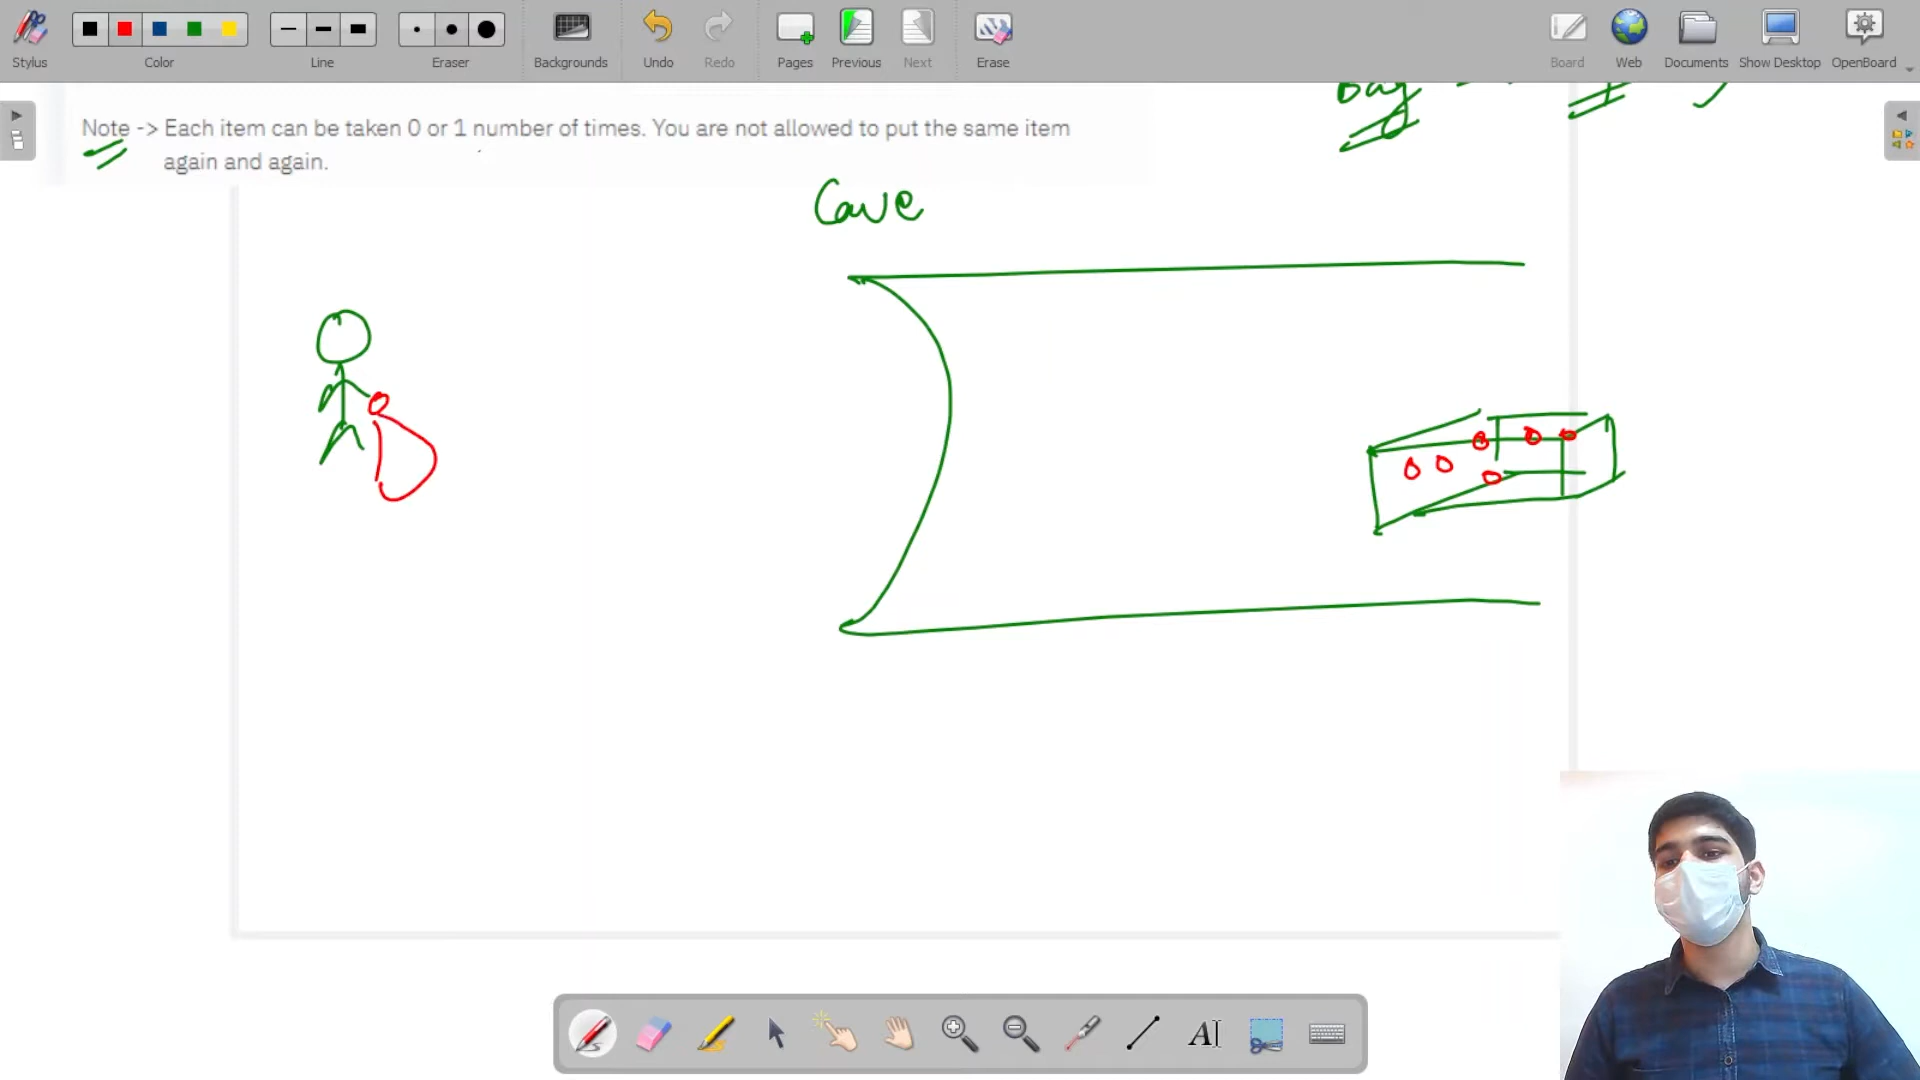 Stylus
Color
Line
Eraser
Backgrounds
Undo
Redo
Pages
Previous
Next
Erase
Board
Web
Documents
Show Desktop
OpenBoard
Bag
Note -> Each item can be taken 0 or 1 number of times. You are not allowed to put the same item
again and again.
Cave
AI